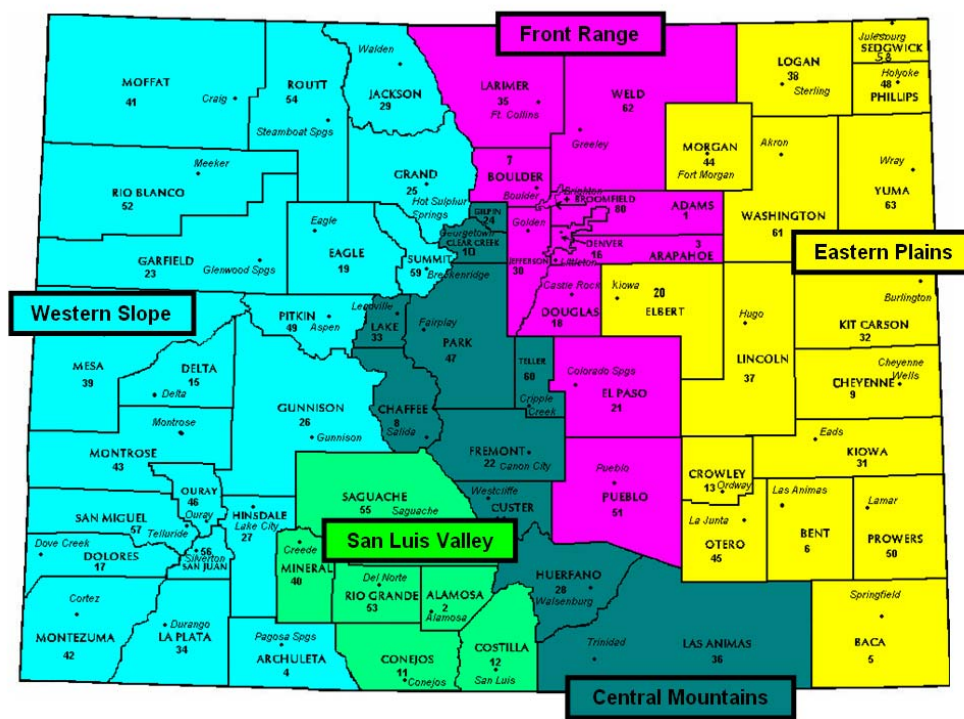 Front Range
Western Slope
Eastern Plains
San Luis Valley
Central Mountains
MOFFAT
41
Craig
ROUTT
54
Steamboat Spgs
Walden
JACKSON
29
LARIMER
35
Ft. Collins
WELD
62
Greeley
LOGAN
38
Sterling
Julesburg
SEDGWICK
58
Holyoke
48
PHILLIPS
MORGAN
44
Fort Morgan
Akron
WASHINGTON
61
Wray
YUMA
63
Meeker
RIO BLANCO
52
GRAND
25
Hot Sulphur
Springs
7
BOULDER
Boulder
Brighton
BROOMFIELD
80
ADAMS
1
GILPIN
24
Georgetown
CLEAR CREEK
10
Golden
JEFFERSON
30
DENVER
16
Littleton
3
ARAPAHOE
GARFIELD
23
Glenwood Spgs
Eagle
EAGLE
19
SUMMIT
59
Breckenridge
Castle Rock
DOUGLAS
18
Kiowa
20
ELBERT
Hugo
LINCOLN
37
Burlington
KIT CARSON
32
PITKIN
49
Aspen
Leadville
LAKE
33
Fairplay
PARK
47
TELLER
60
Cripple
Creek
Colorado Spgs
EL PASO
21
Cheyenne
Wells
CHEYENNE
9
MESA
39
DELTA
15
Delta
GUNNISON
26
Gunnison
CHAFFEE
8
Salida
Montrose
MONTROSE
43
FREMONT
22
Canon City
Eads
KIOWA
31
OURAY
46
Ouray
SAN MIGUEL
57
Telluride
HINSDALE
Lake City
27
SAGUACHE
55
Saguache
Westcliffe
CUSTER
Pueblo
PUEBLO
51
CROWLEY
13
Ordway
La Junta
OTERO
45
Las Animas
BENT
6
Lamar
PROWERS
50
Dove Creek
DOLORES
17
56
Silverton
SAN JUAN
Creede
MINERAL
40
Del Norte
RIO GRANDE
53
ALAMOSA
2
Alamosa
HUERFANO
28
Walsenburg
Cortez
MONTEZUMA
42
Durango
LA PLATA
34
Pagosa Spgs
ARCHULETA
4
CONEJOS
11
Conejos
COSTILLA
12
San Luis
Trinidad
LAS ANIMAS
36
Springfield
BACA
5